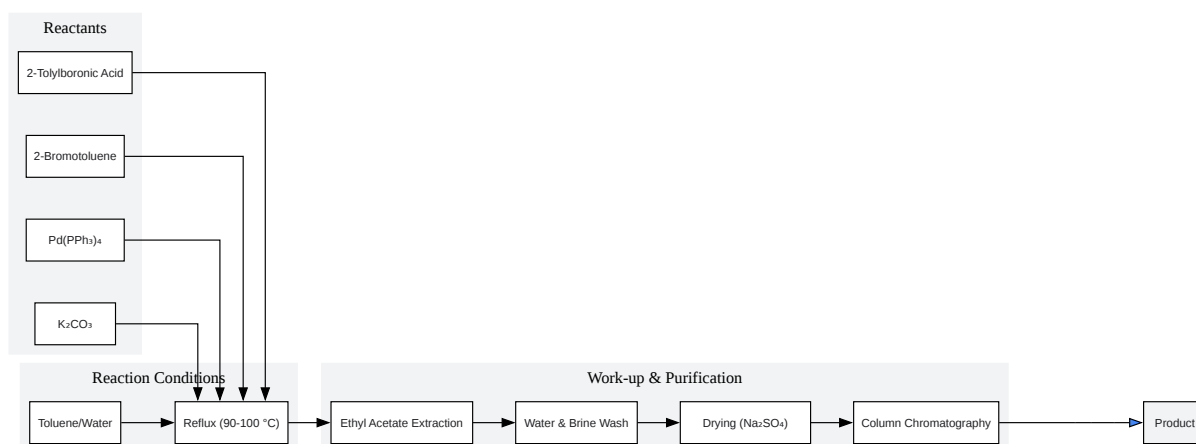 Reactants
2-Tolylboronic Acid
2-Bromotoluene
Pd(PPh₃)₄
K₂CO₃
Reaction Conditions
Toluene/Water
Reflux (90-100 °C)
Work-up & Purification
Ethyl Acetate Extraction
Water & Brine Wash
Drying (Na₂SO₄)
Column Chromatography
Product